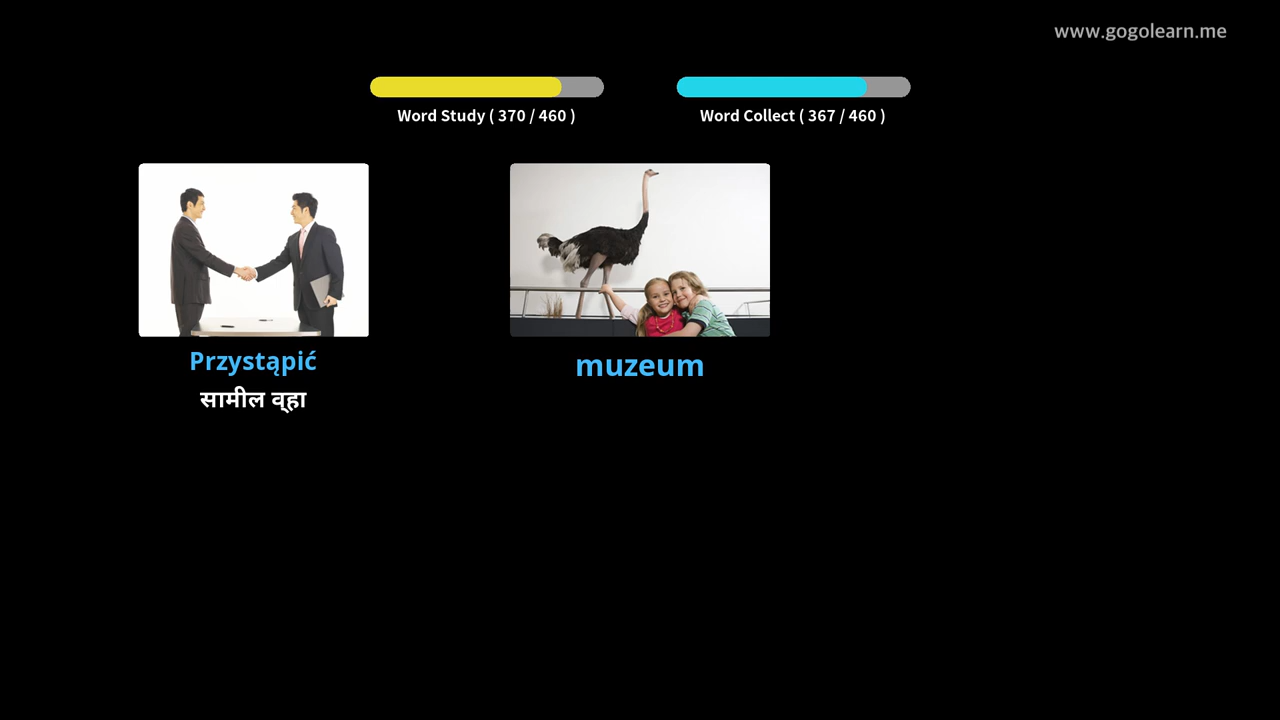 www.gogolearn.me
Word Study ( 370 / 460 )
Word Collect ( 367 / 460 )
Przystąpić
सामील व्हा
muzeum